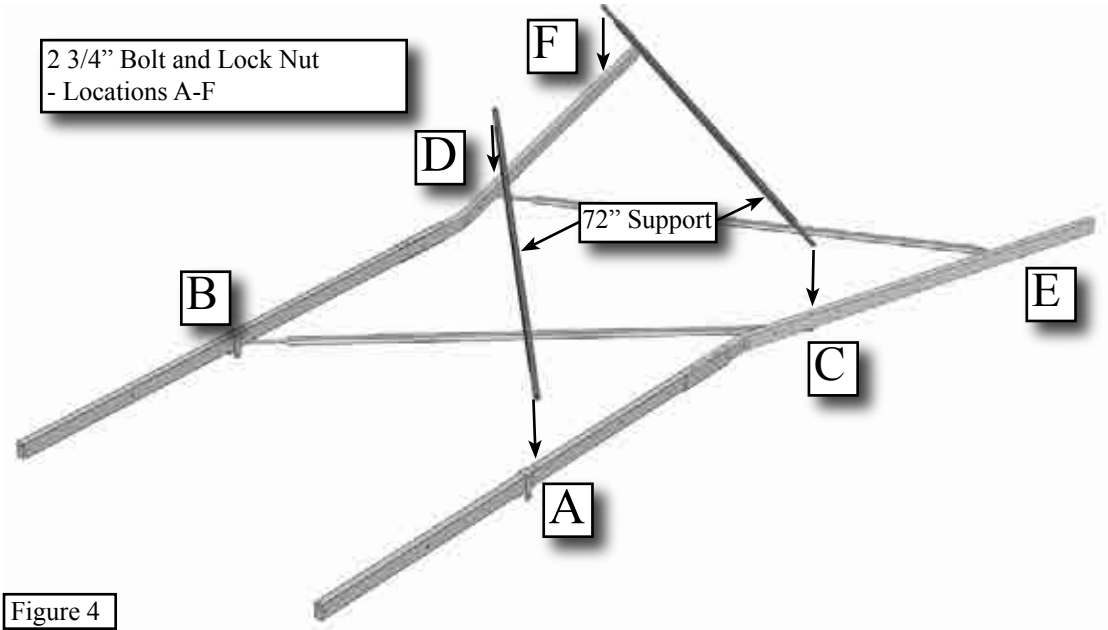 2 3/4” Bolt and Lock Nut
- Locations A-F
F
D
72” Support
B
E
C
A
Figure 4